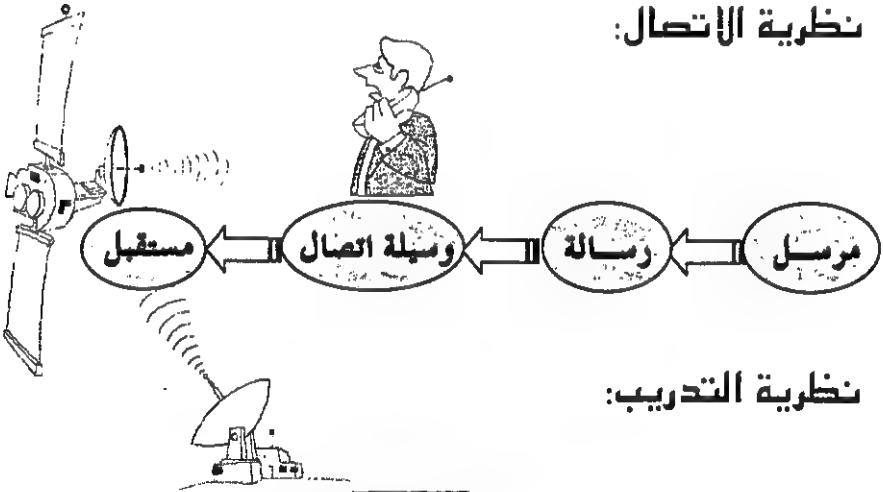 نظرية الاتصال:
مرسل رسالة وسيلة اتصال مستقبل
نظرية التدريب: